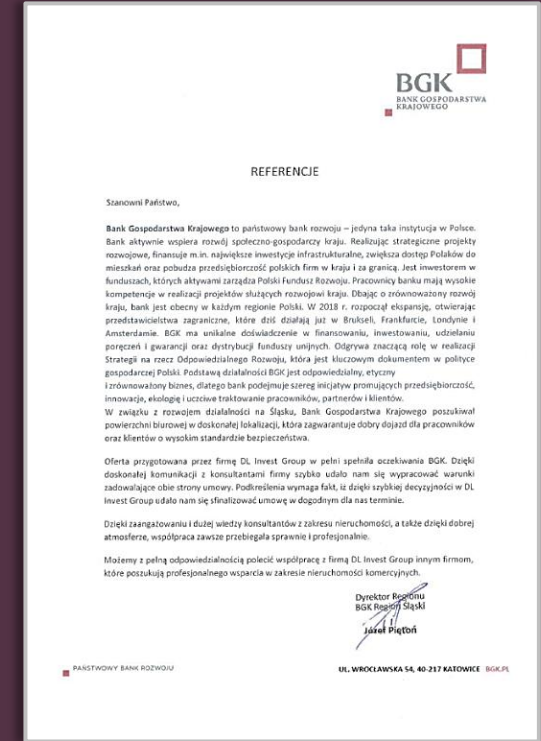 BGK
BANK GOSPODARSTWA
KRAJOWEGO
REFERENCJE
Szanowni Państwo,
Bank Gospodarstwa Krajowego to państwowy bank rozwoju – jedyna taka instytucja w Polsce.
Bank aktywnie wspiera rozwój społeczno-gospodarczy kraju. Realizując strategiczne projekty
rozwojowe, finansuje m.in. największe inwestycje infrastrukturalne, zwiększa dostęp Polaków do
mieszkań oraz pobudza przedsiębiorczość polskich firm w kraju i za granicą. Jest inwestorem w
funduszach, których aktywami zarządza Polski Fundusz Rozwoju. Pracownicy banku mają wysokie
kompetencje w realizacji projektów służących rozwojowi kraju. Dbając o zrównoważony rozwój
kraju, bank jest obecny w każdym regionie Polski. W 2018 r. rozpoczął ekspansję, otwierając
przedstawicielstwa zagraniczne, które dziś działają już w Brukseli, Frankfurcie, Londynie i
Amsterdamie. BGK ma unikalne doświadczenie w finansowaniu, inwestowaniu, udzielaniu
poręczeń i gwarancji oraz dystrybucji funduszy unijnych. Odgrywa znaczącą rolę w realizacji
Strategii na rzecz Odpowiedzialnego Rozwoju, która jest kluczowym dokumentem w polityce
gospodarczej Polski. Podstawą działalności BGK jest odpowiedzialny, etyczny
i zrównoważony biznes, dlatego bank podejmuje szereg inicjatyw promujących przedsiębiorczość,
innowacje, ekologię i uczciwe traktowanie pracowników, partnerów i klientów.
W związku z rozwojem działalności na Śląsku, Bank Gospodarstwa Krajowego poszukiwał
powierzchni biurowej w doskonałej lokalizacji, która zagwarantuje dobry dojazd dla pracowników
oraz klientów o wysokim standardzie bezpieczeństwa.
Oferta przygotowana przez firmę DL Invest Group w pełni spełniła oczekiwania BGK. Dzięki
doskonałej komunikacji z konsultantami firmy szybko udało nam się wypracować warunki
zadowalające obie strony umowy. Podkreślenia wymaga fakt, iż dzięki szybkiej decyzyjności w DL
Invest Group udało nam się sfinalizować umowę w dogodnym dla nas terminie.
Dzięki zaangażowaniu i dużej wiedzy konsultantów z zakresu nieruchomości, a także dzięki dobrej
atmosferze, współpraca zawsze przebiegała sprawnie i profesjonalnie.
Możemy z pełną odpowiedzialnością polecić współpracę z firmą DL Invest Group innym firmom,
które poszukują profesjonalnego wsparcia w zakresie nieruchomości komercyjnych.
Dyrektor Regionu
BGK Region Śląski
Józef Piętoń
PAŃSTWOWY BANK ROZWOJU
UL. WROCŁAWSKA 54, 40-217 KATOWICE BGK.PL